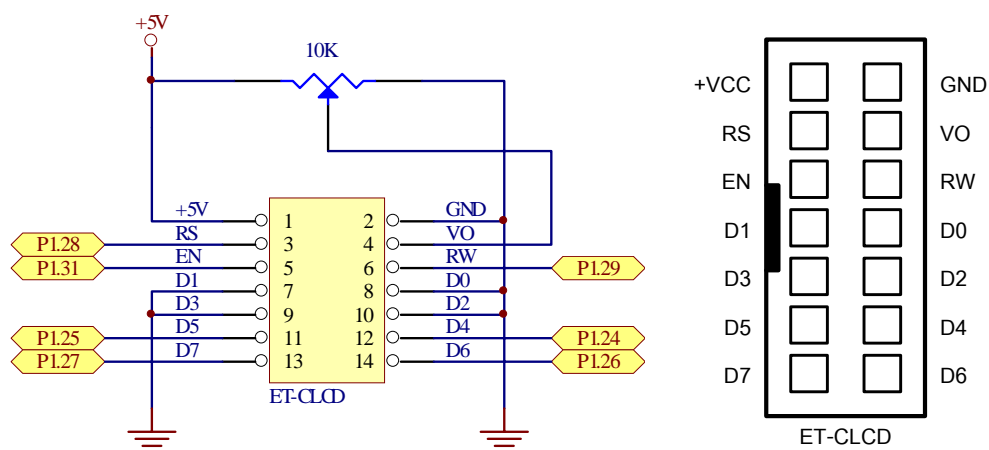 +5V
10K
+5V 1 2 GND
P1.28 RS 3 4 VO
P1.31 EN 5 6 RW P1.29
D1 7 8 D0
D3 9 10 D2
P1.25 D5 11 12 D4 P1.24
P1.27 D7 13 14 D6 P1.26
ET-CLCD
+VCC GND
RS VO
EN RW
D1 D0
D3 D2
D5 D4
D7 D6
ET-CLCD